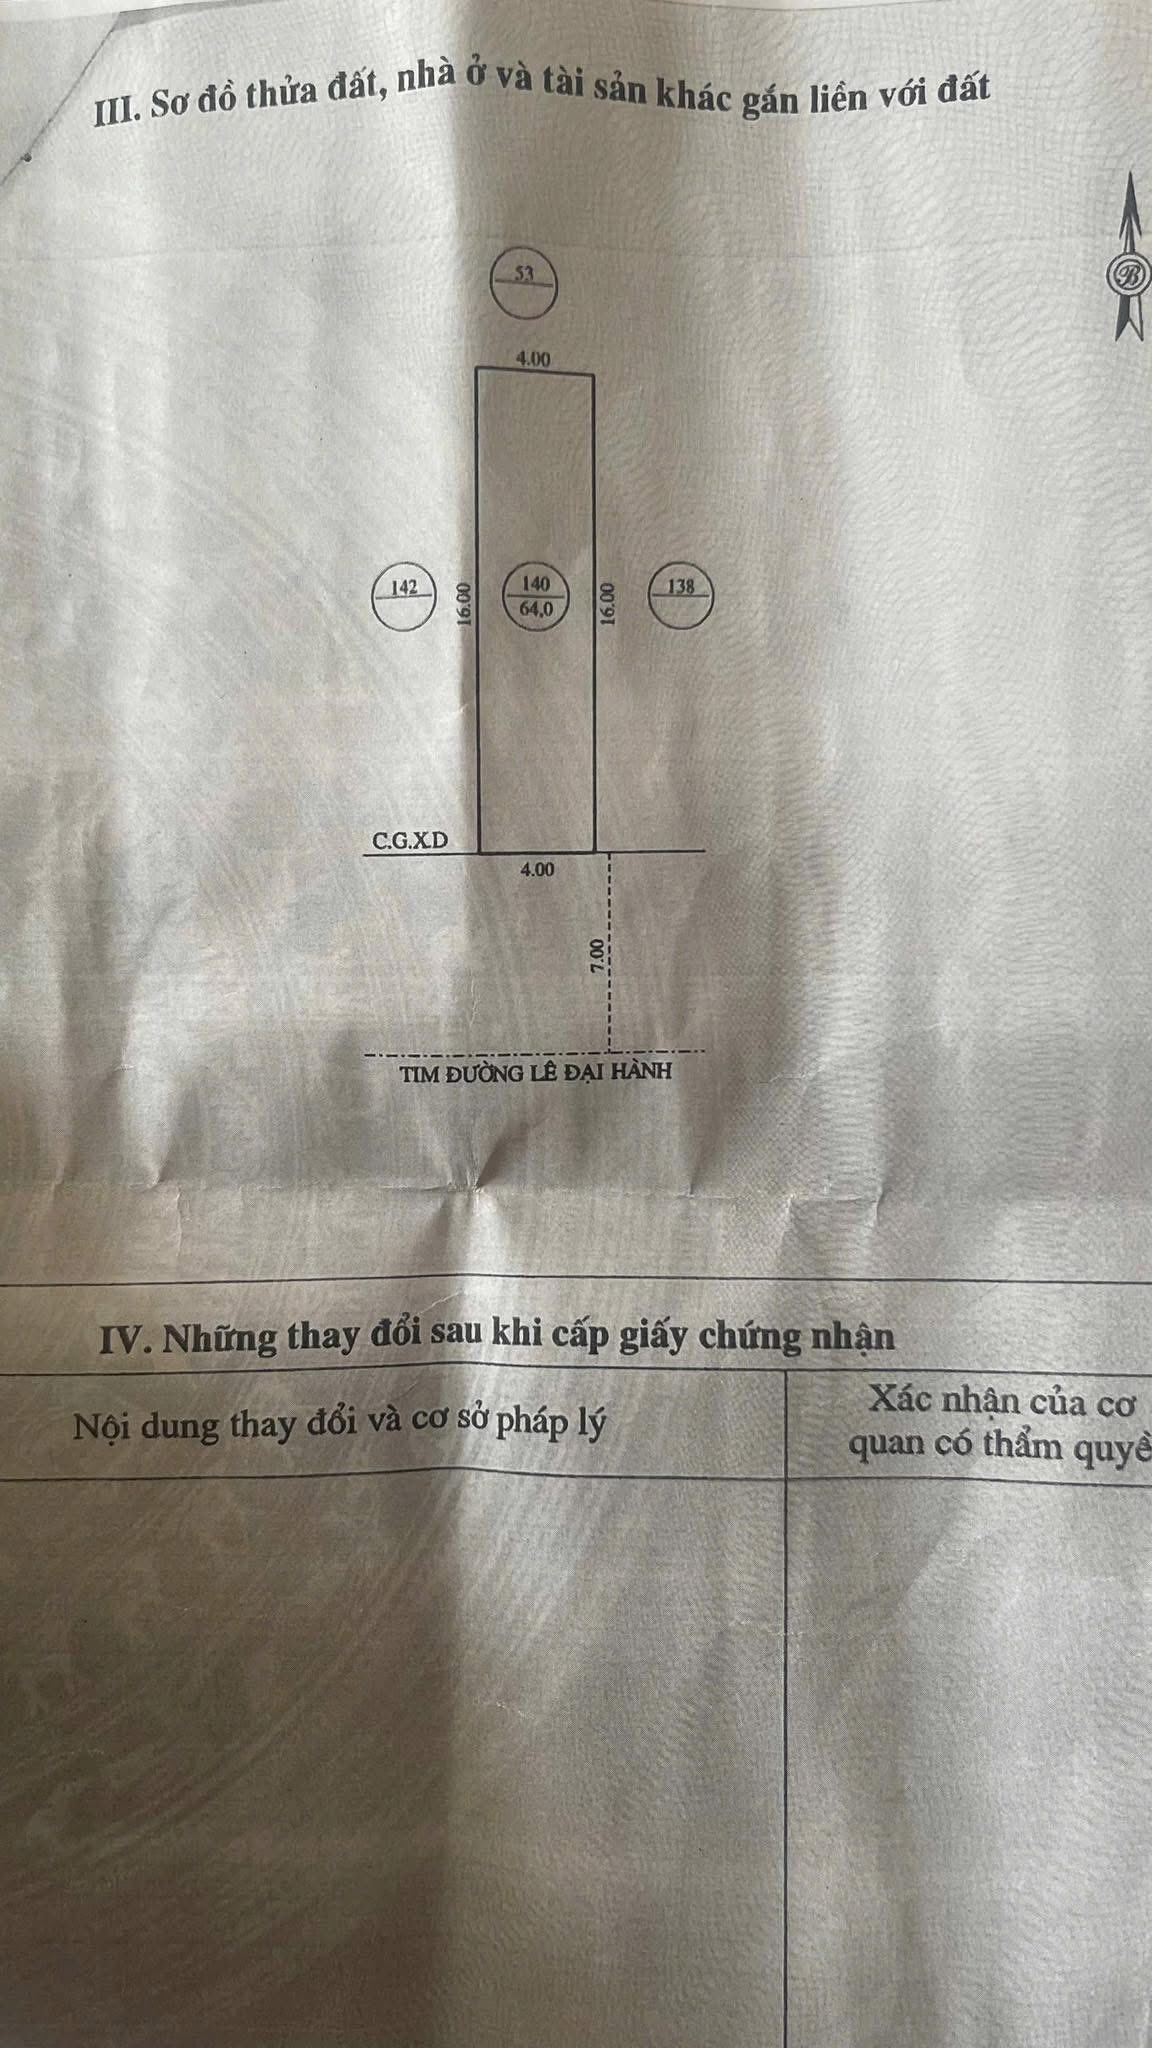 III. Sơ đồ thửa đất, nhà ở và tài sản khác gắn liền với đất
B
53
4.00
142
16.00
140
64,0
16.00
138
C.G.X.D
4.00
7.00
TIM ĐƯỜNG LÊ ĐẠI HÀNH
IV. Những thay đổi sau khi cấp giấy chứng nhận
Nội dung thay đổi và cơ sở pháp lý
Xác nhận của cơ
quan có thẩm quyề